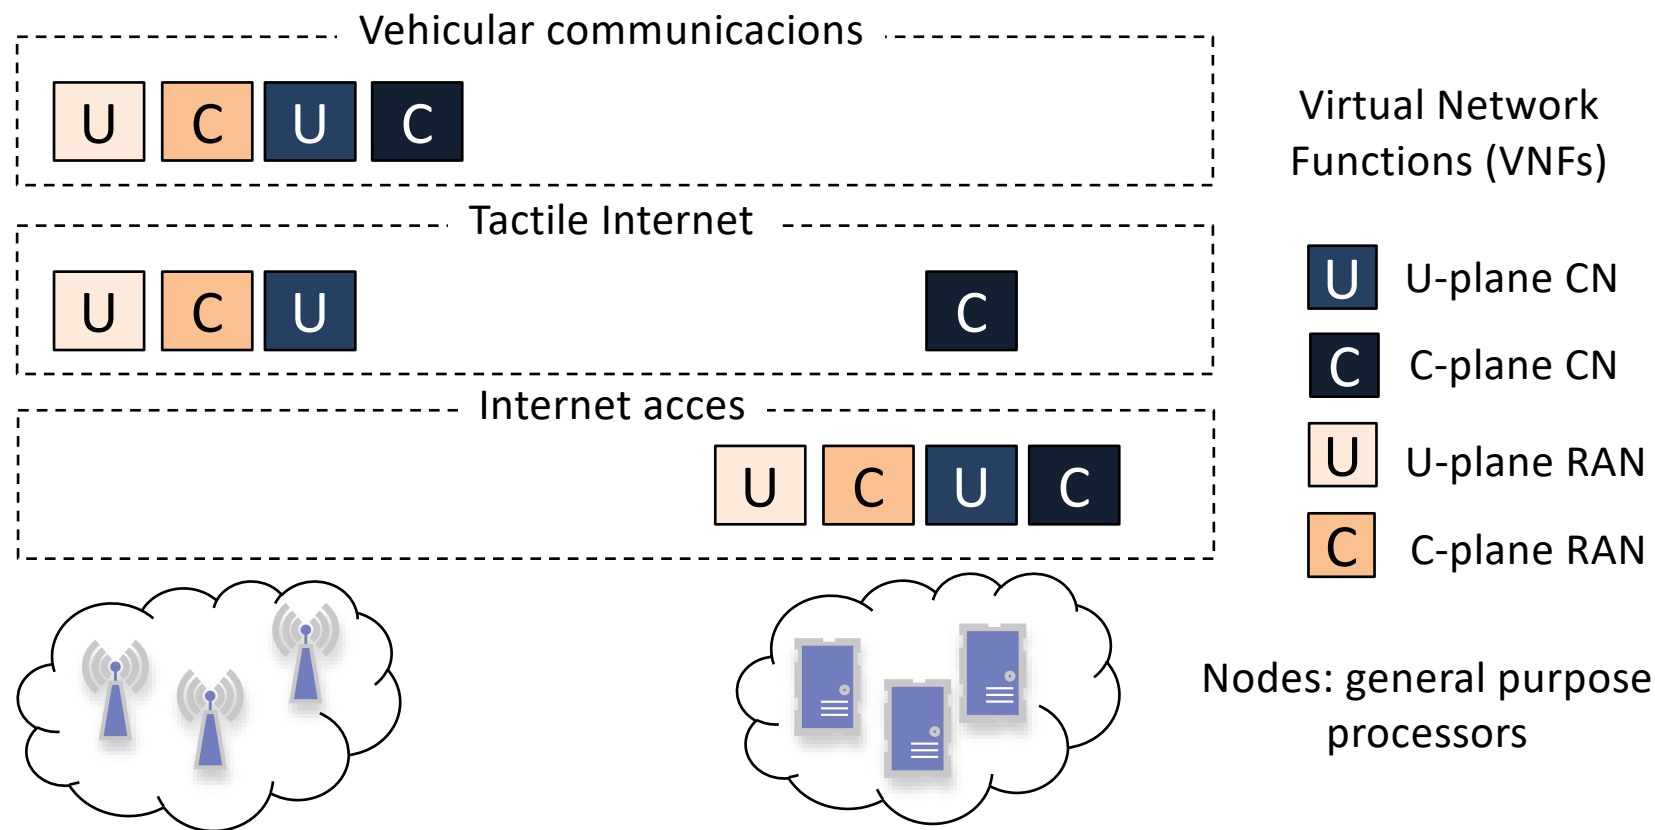 Vehicular communicacions
U C U C
Tactile Internet
U C U C
Internet acces
U C U C
Virtual Network
Functions (VNFs)
U U-plane CN
C C-plane CN
U U-plane RAN
C C-plane RAN
Nodes: general purpose
processors